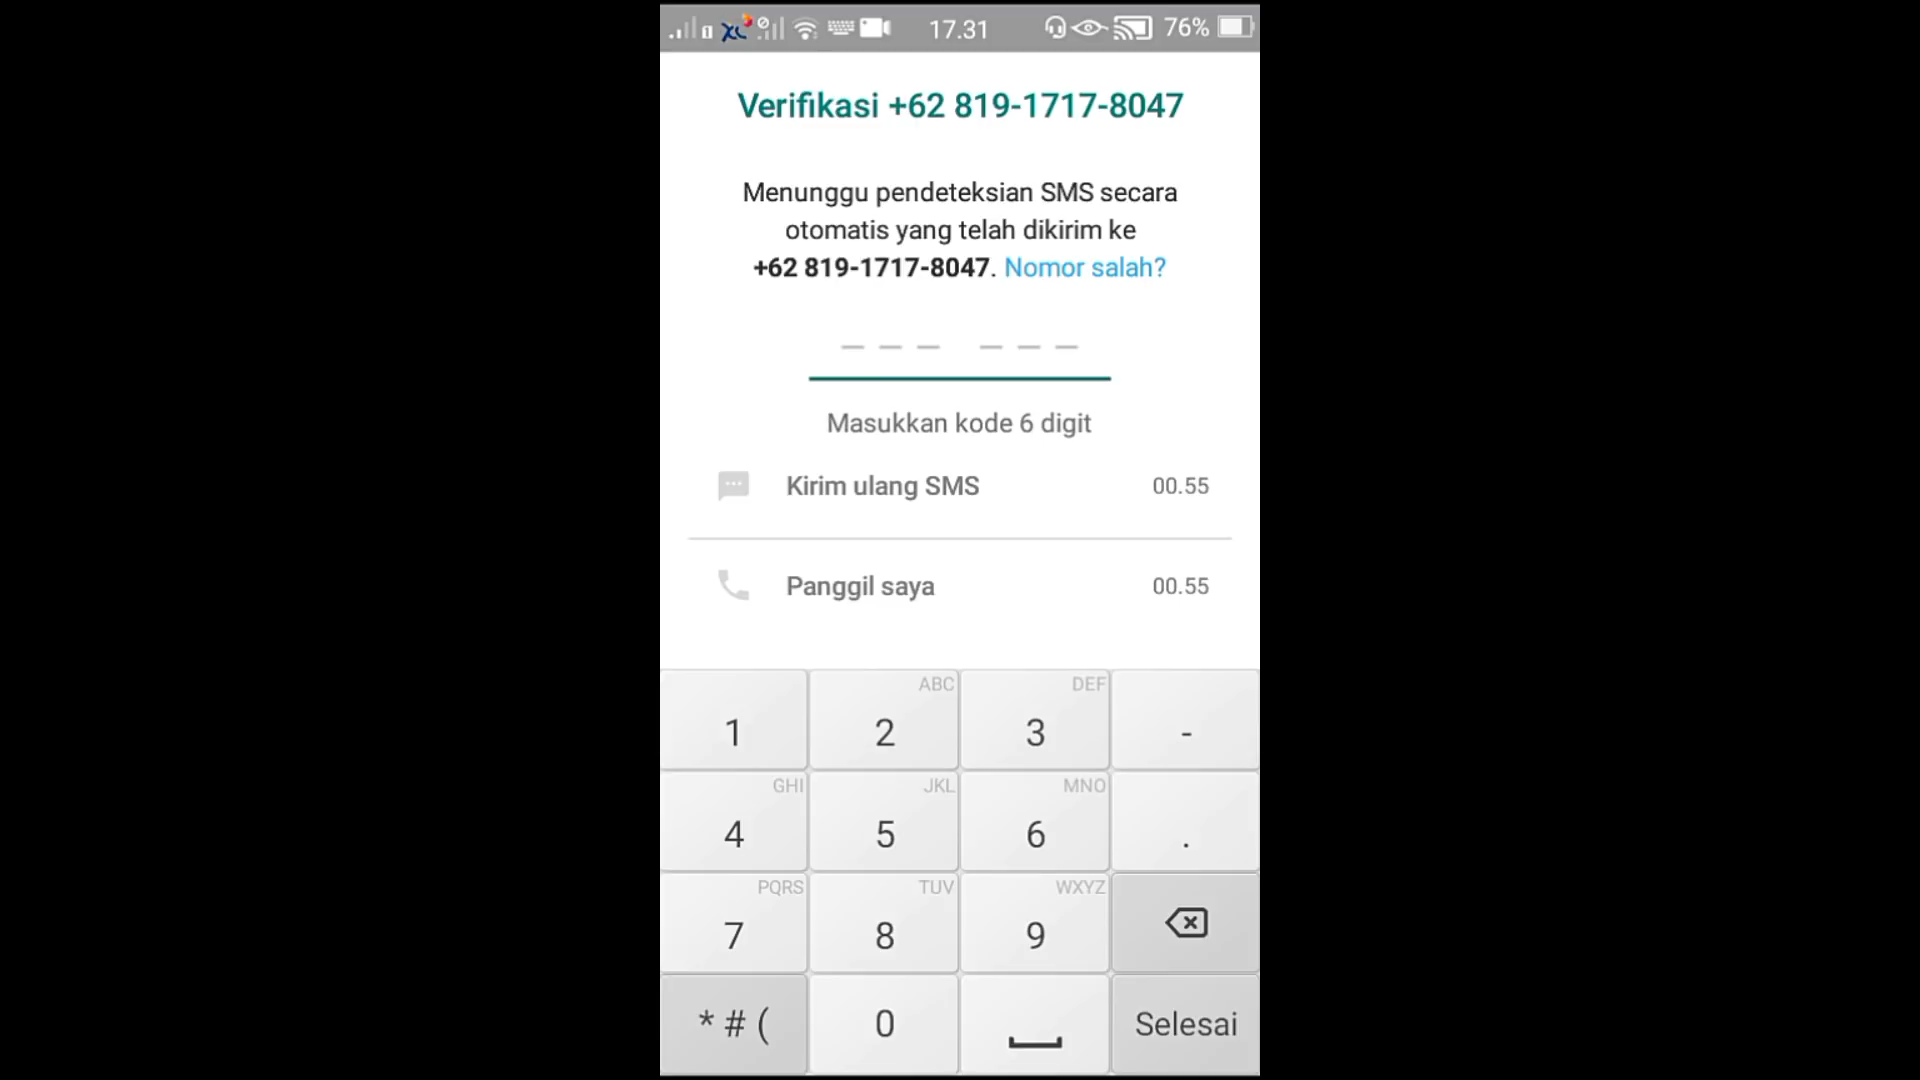 XL 17.31 76%
Verifikasi +62 819-1717-8047
Menunggu pendeteksian SMS secara
otomatis yang telah dikirim ke
+62 819-1717-8047. Nomor salah?
Masukkan kode 6 digit
Kirim ulang SMS 00.55
Panggil saya 00.55
1 2 ABC 3 DEF -
4 GHI 5 JKL 6 MNO .
7 PQRS 8 TUV 9 WXYZ
* # ( 0 Selesai